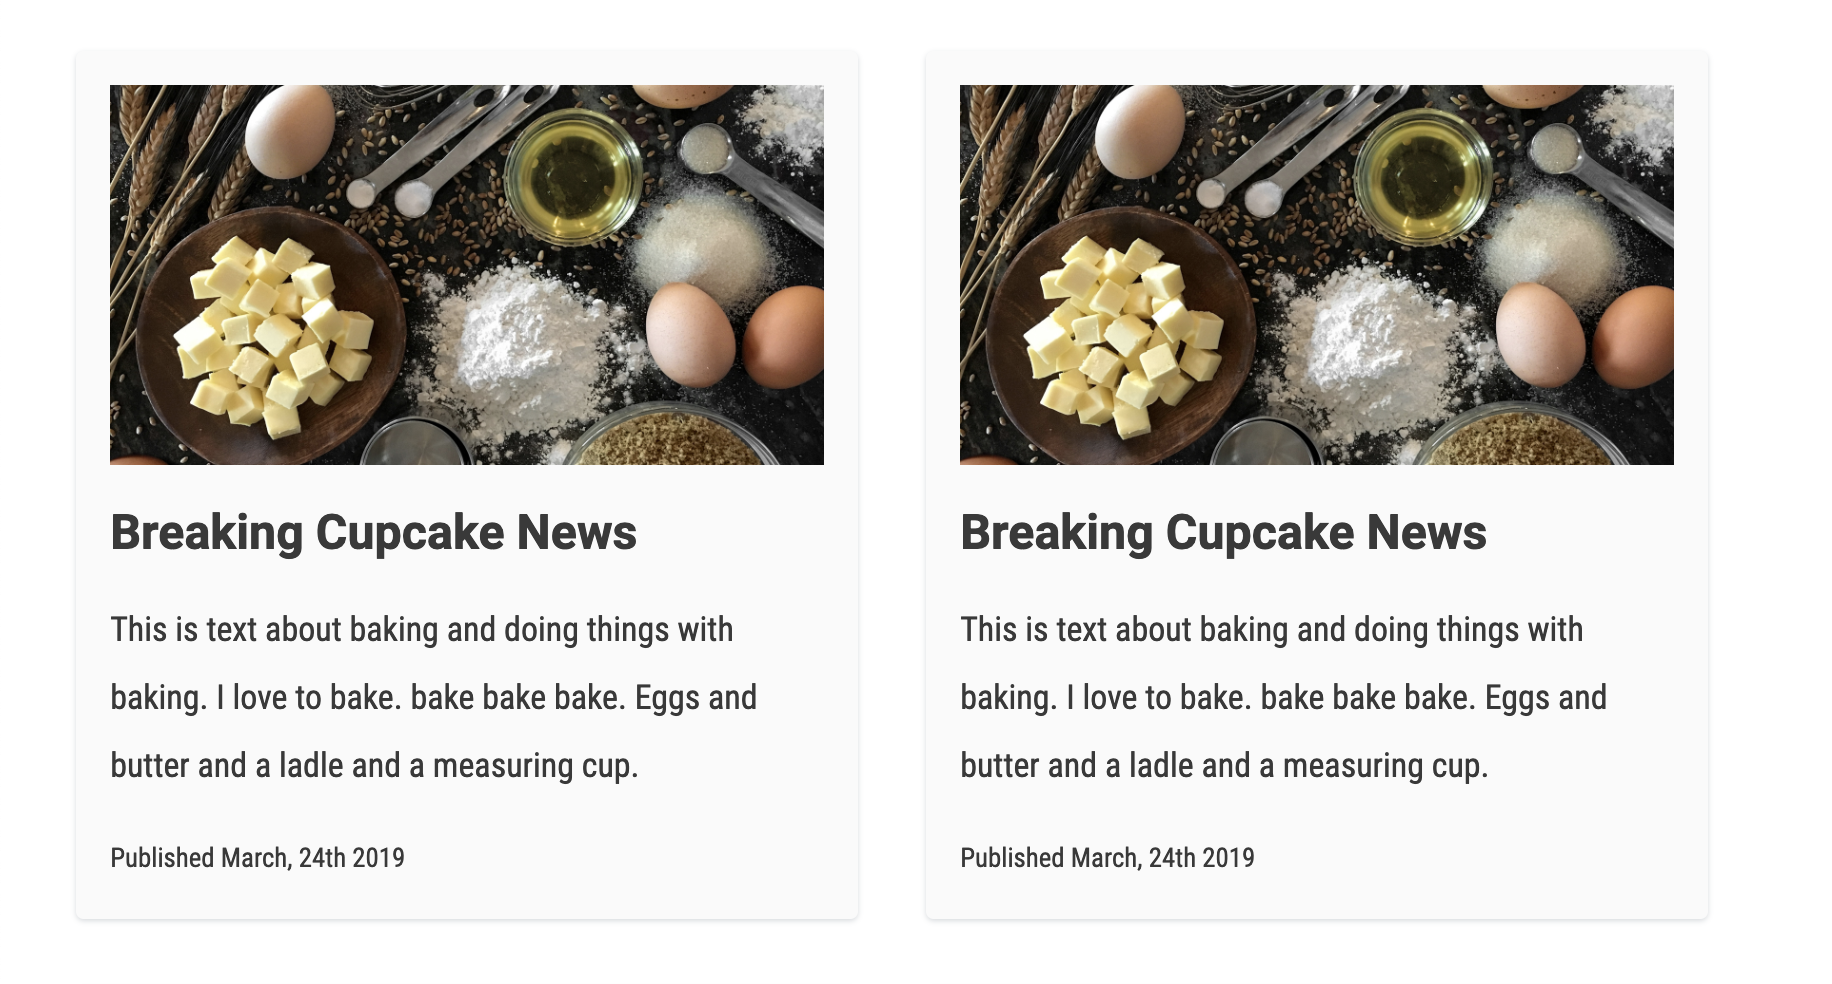 Breaking Cupcake News
This is text about baking and doing things with
baking. I love to bake. bake bake bake. Eggs and
butter and a ladle and a measuring cup.
Published March, 24th 2019
Breaking Cupcake News
This is text about baking and doing things with
baking. I love to bake. bake bake bake. Eggs and
butter and a ladle and a measuring cup.
Published March, 24th 2019